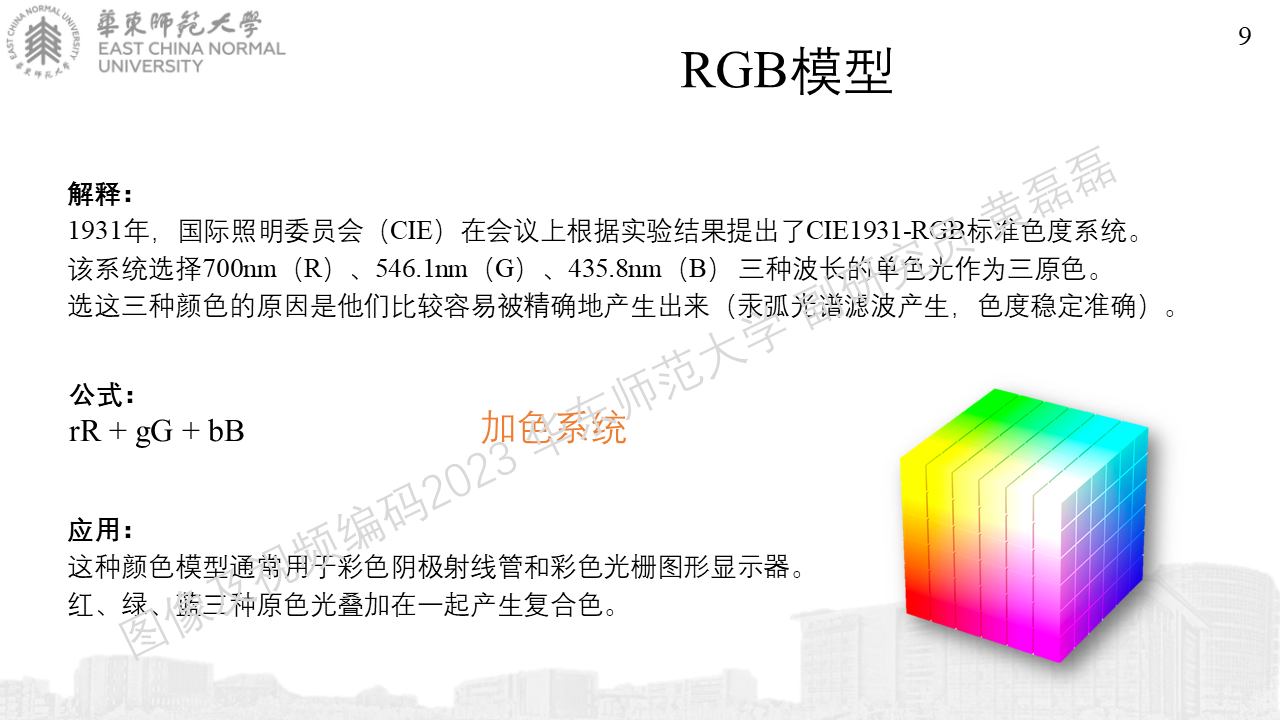 華東師範大學
EAST CHINA NORMAL
UNIVERSITY
EAST CHINA NORMAL UNIVERSITY
華東师范大學
9
RGB模型
解释：
1931年，国际照明委员会（CIE）在会议上根据实验结果提出了CIE1931-RGB标准色度系统。
该系统选择700nm（R）、546.1nm（G）、435.8nm（B） 三种波长的单色光作为三原色。
选这三种颜色的原因是他们比较容易被精确地产生出来（汞弧光谱滤波产生，色度稳定准确）。
公式：
rR + gG + bB
加色系统
应用：
这种颜色模型通常用于彩色阴极射线管和彩色光栅图形显示器。
红、绿、蓝三种原色光叠加在一起产生复合色。
图像及视频编码2023 华东师范大学 副研究员 黄磊磊